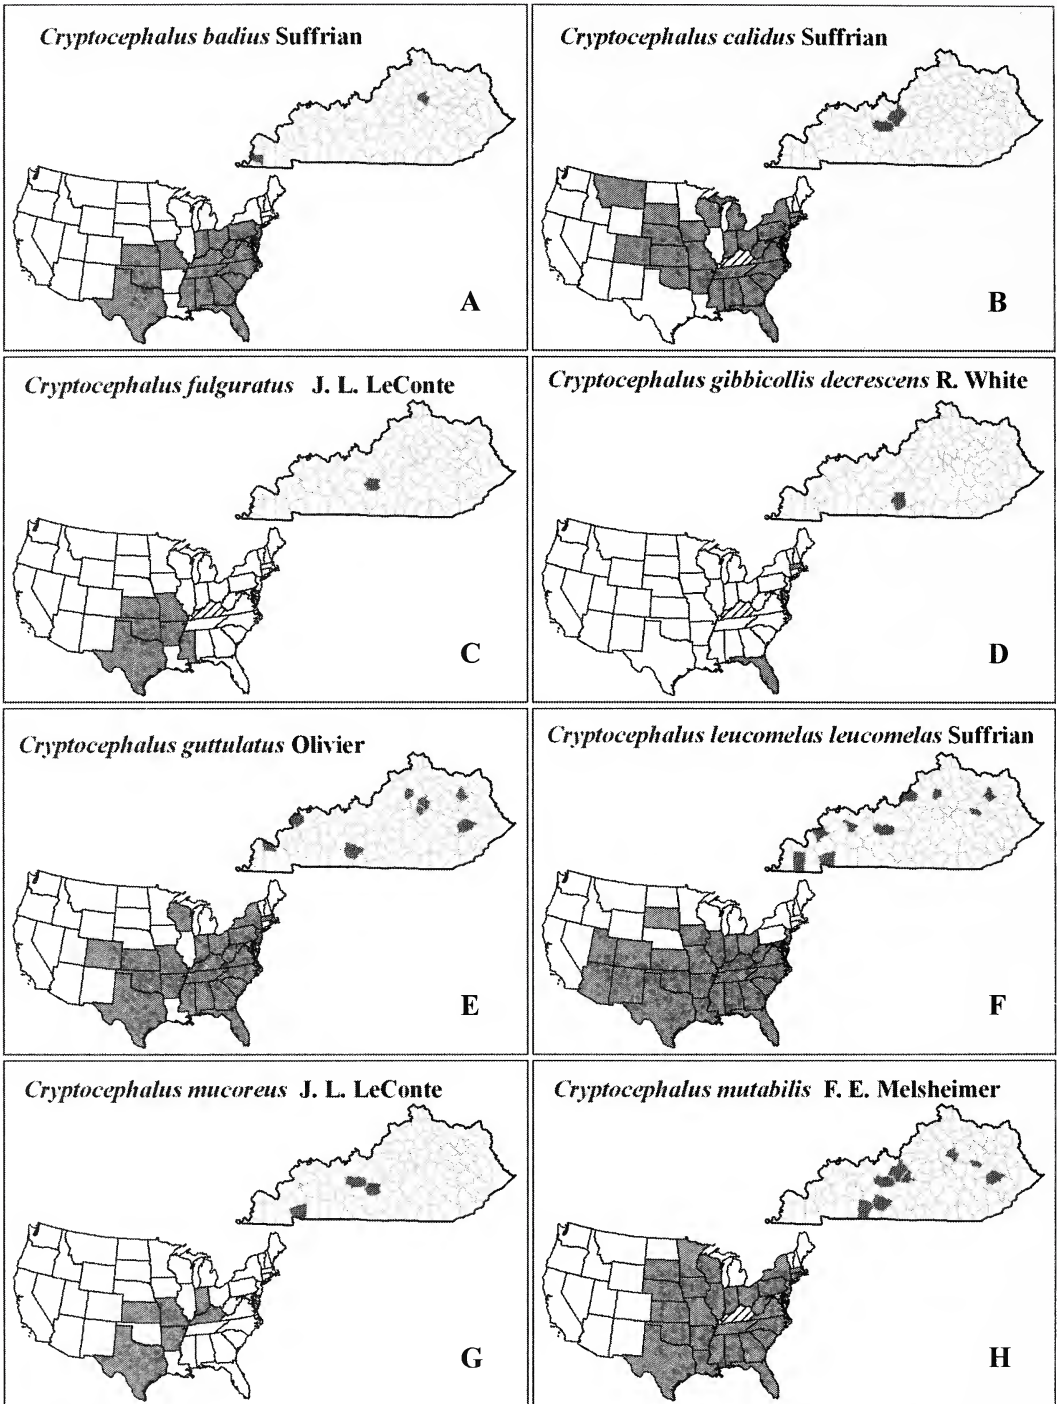 Cryptocephalus badius Suffrian
A
Cryptocephalus calidus Suffrian
B
Cryptocephalus fulguratus J. L. LeConte
C
Cryptocephalus gibbicollis decrescens R. White
D
Cryptocephalus guttulatus Olivier
E
Cryptocephalus leucomelas leucomelas Suffrian
F
Cryptocephalus mucoreus J. L. LeConte
G
Cryptocephalus mutabilis F. E. Melsheimer
H